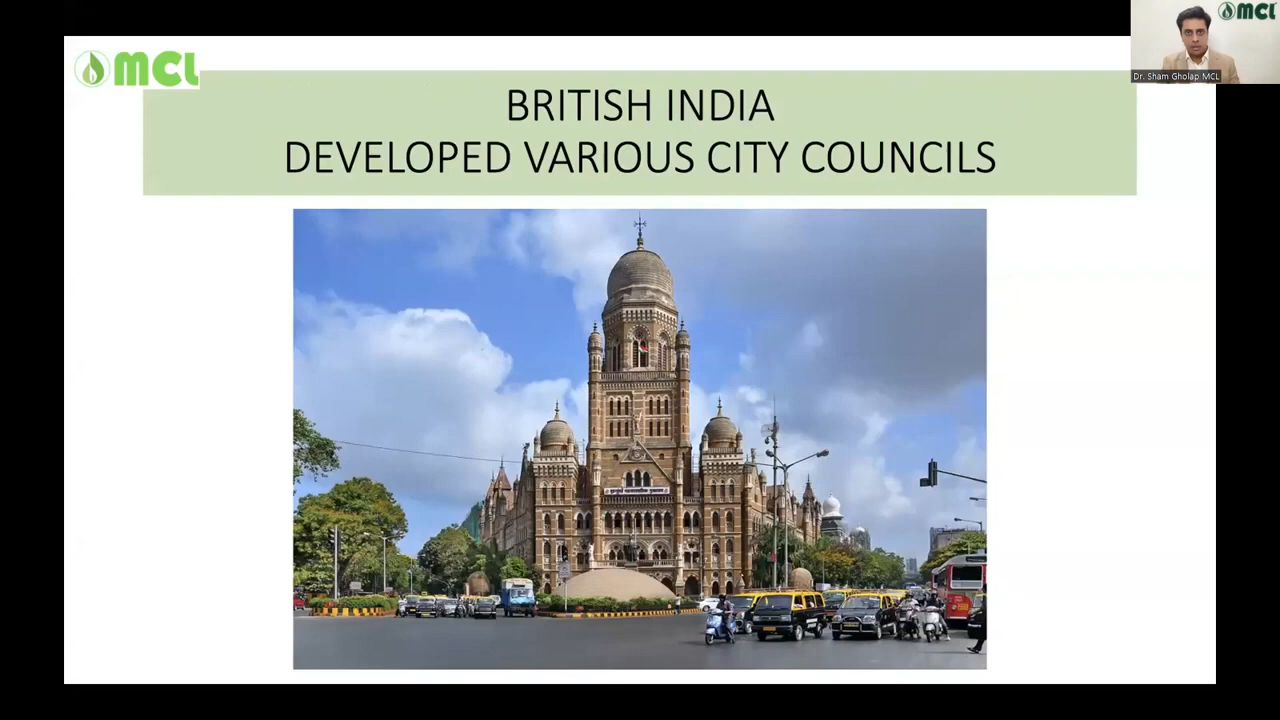 MCL
MCL
Dr. Sham Gholap MCL
BRITISH INDIA
DEVELOPED VARIOUS CITY COUNCILS